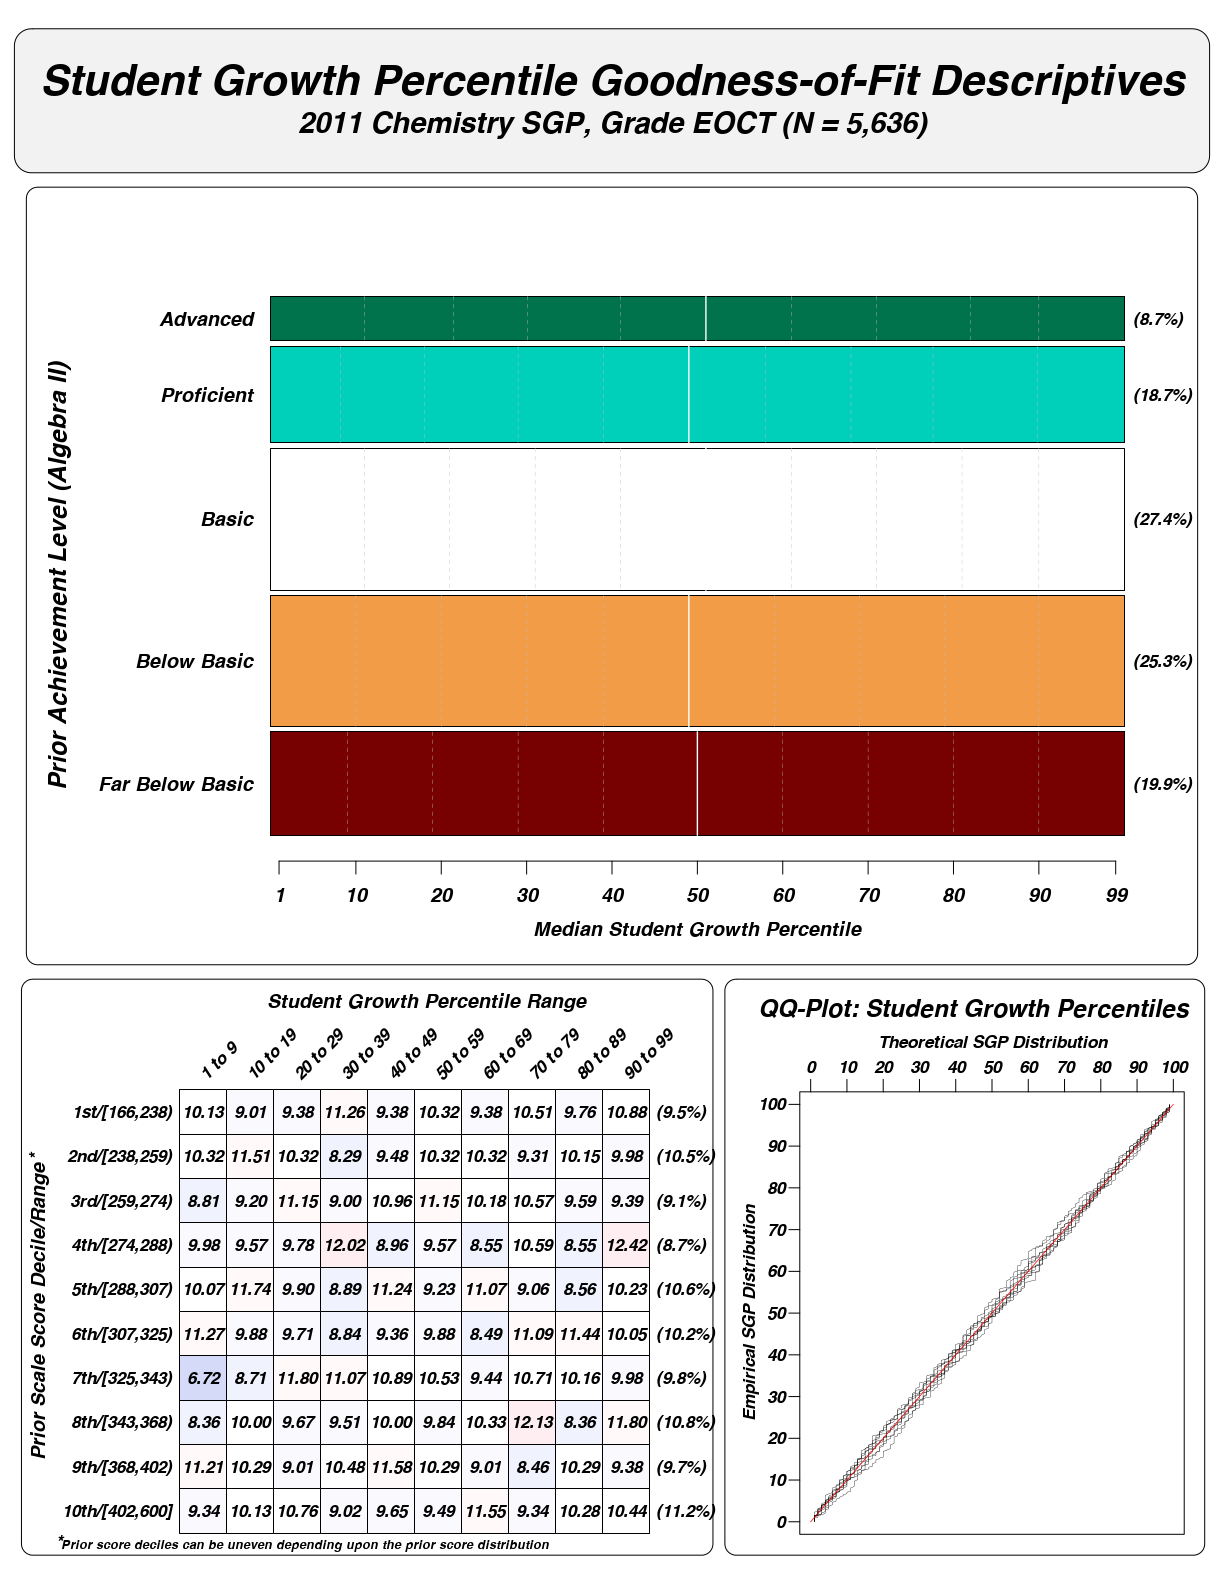 Student Growth Percentile Goodness-of-Fit Descriptives
2011 Chemistry SGP, Grade EOCT (N = 5,636)
Prior Achievement Level (Algebra II)
Advanced (8.7%)
Proficient (18.7%)
Basic (27.4%)
Below Basic (25.3%)
Far Below Basic (19.9%)
1 10 20 30 40 50 60 70 80 90 99
Median Student Growth Percentile
Student Growth Percentile Range
1 to 9 10 to 19 20 to 29 30 to 39 40 to 49 50 to 59 60 to 69 70 to 79 80 to 89 90 to 99
Prior Scale Score Decile/Range*
1st/[166,238) 10.13 9.01 9.38 11.26 9.38 10.32 9.38 10.51 9.76 10.88 (9.5%)
2nd/[238,259) 10.32 11.51 10.32 8.29 9.48 10.32 10.32 9.31 10.15 9.98 (10.5%)
3rd/[259,274) 8.81 9.20 11.15 9.00 10.96 11.15 10.18 10.57 9.59 9.39 (9.1%)
4th/[274,288) 9.98 9.57 9.78 12.02 8.96 9.57 8.55 10.59 8.55 12.42 (8.7%)
5th/[288,307) 10.07 11.74 9.90 8.89 11.24 9.23 11.07 9.06 8.56 10.23 (10.6%)
6th/[307,325) 11.27 9.88 9.71 8.84 9.36 9.88 8.49 11.09 11.44 10.05 (10.2%)
7th/[325,343) 6.72 8.71 11.80 11.07 10.89 10.53 9.44 10.71 10.16 9.98 (9.8%)
8th/[343,368) 8.36 10.00 9.67 9.51 10.00 9.84 10.33 12.13 8.36 11.80 (10.8%)
9th/[368,402) 11.21 10.29 9.01 10.48 11.58 10.29 9.01 8.46 10.29 9.38 (9.7%)
10th/[402,600] 9.34 10.13 10.76 9.02 9.65 9.49 11.55 9.34 10.28 10.44 (11.2%)
*Prior score deciles can be uneven depending upon the prior score distribution
QQ-Plot: Student Growth Percentiles
Theoretical SGP Distribution
0 10 20 30 40 50 60 70 80 90 100
Empirical SGP Distribution
100
90
80
70
60
50
40
30
20
10
0